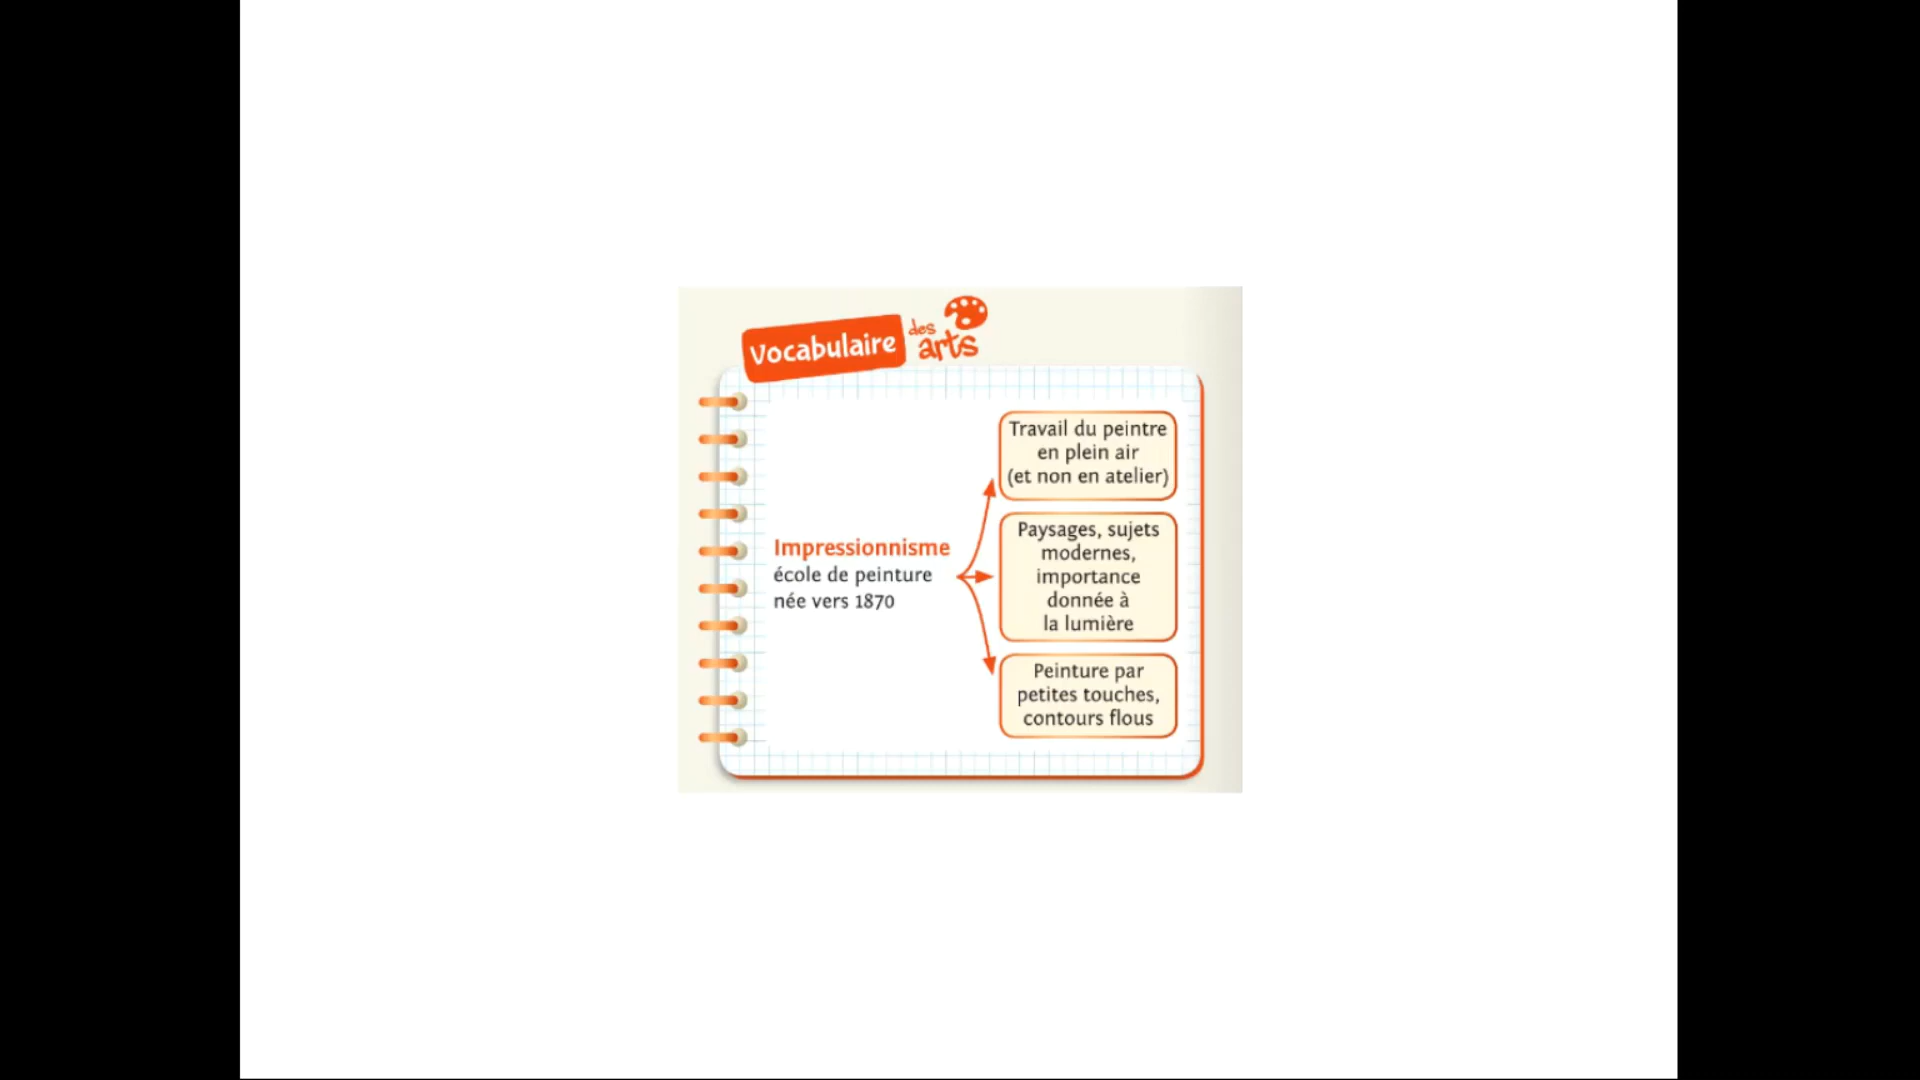 Vocabulaire des arts
Impressionnisme
école de peinture
née vers 1870
Travail du peintre
en plein air
(et non en atelier)
Paysages, sujets
modernes,
importance
donnée à
la lumière
Peinture par
petites touches,
contours flous